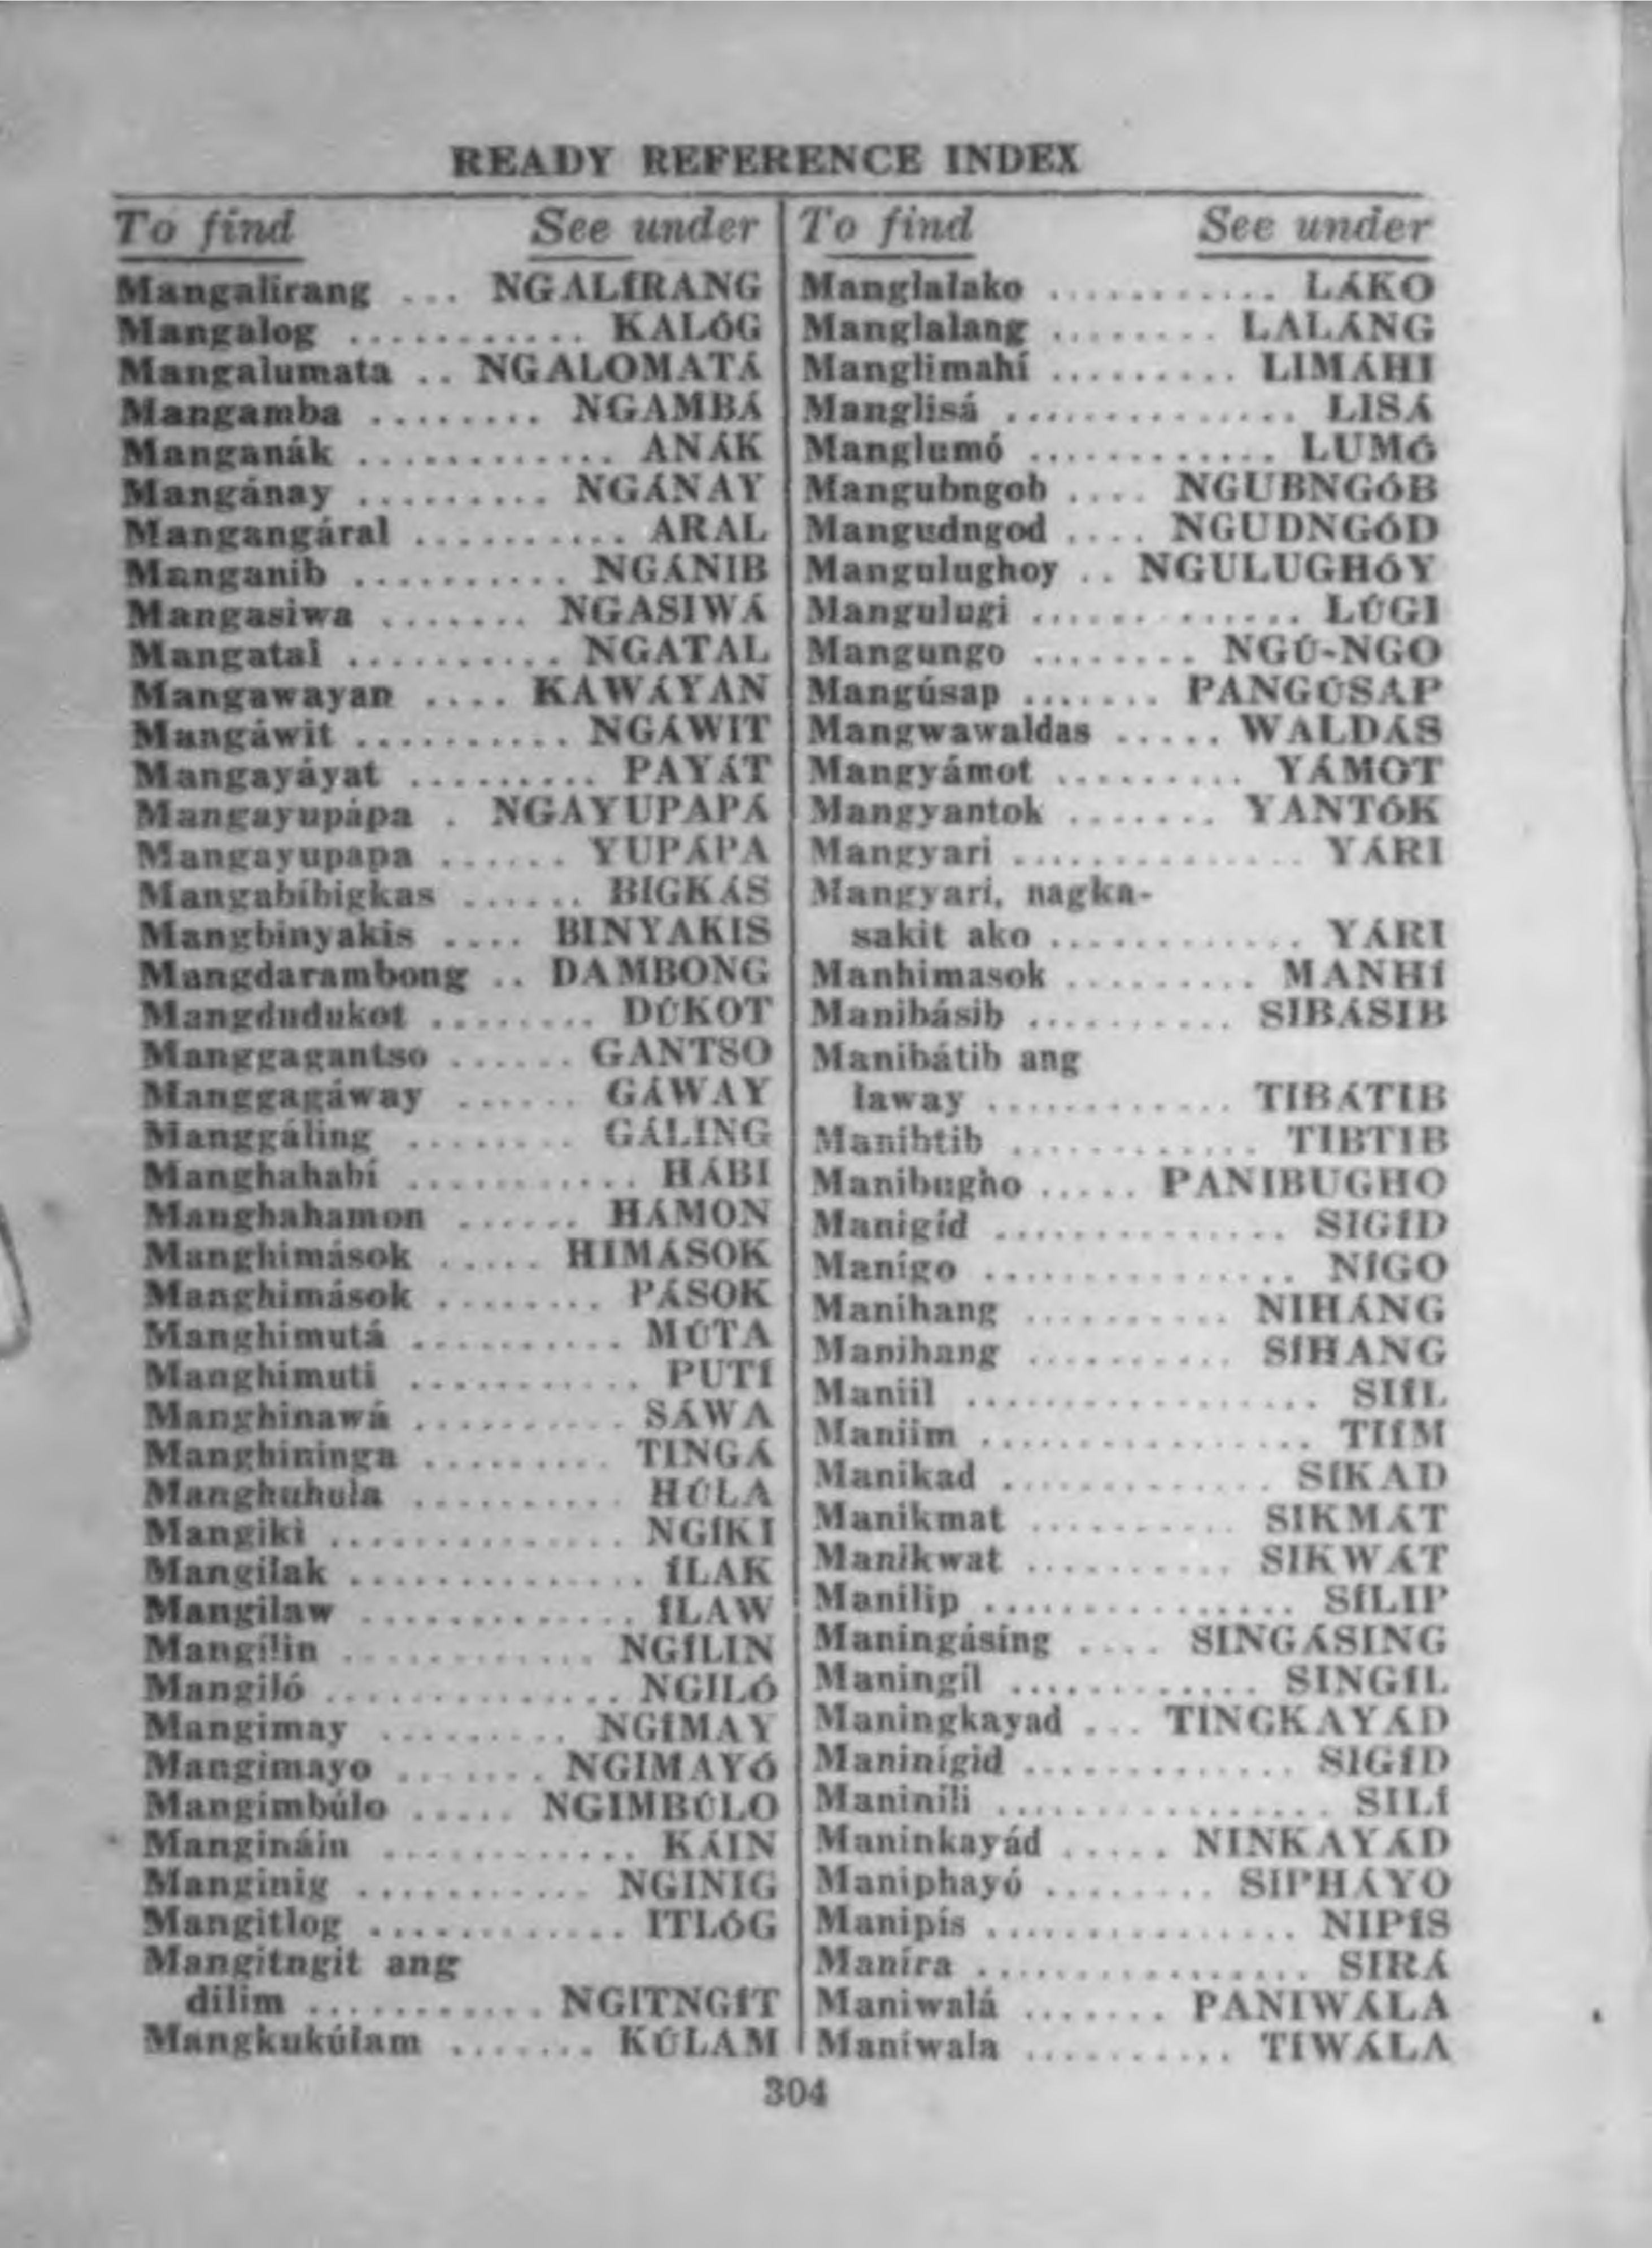 READY REFERENCE INDEX
To find See under
Mangalirang ... NGALÍRANG
Mangalog ............ KALÓG
Mangalumata .. NGALOMATÁ
Mangamba ........ NGAMBÁ
Manganák ............. ANÁK
Mangánay .......... NGÁNAY
Mangangáral ........... ARAL
Manganib ........... NGÁNIB
Mangasiwa ....... NGASIWÁ
Mangatal ........... NGATAL
Mangawayan .... KAWÁYAN
Mangáwit ........... NGÁWIT
Mangayáyat .......... PAYÁT
Mangayupápa . NGAYUPAPÁ
Mangayupapa ...... YUPÁPA
Mangabíbigkas ...... BIGKÁS
Mangbinyakis .... BINYAKIS
Mangdarambong .. DAMBONG
Mangdudukot ........ DÚKOT
Manggagantso ...... GANTSO
Manggagáway ...... GÁWAY
Manggáling ......... GÁLING
Manghahabí ............ HÁBI
Manghahamon ...... HÁMON
Manghimások ..... HIMÁSOK
Manghimások ........ PÁSOK
Manghimutá ........... MÚTA
Manghimuti ............ PUTÍ
Manghinawá ........... SÁWA
Manghininga .......... TINGÁ
Manghuhula ........... HÚLA
Mangiki ............... NGÍKI
Mangilak ............... ÍLAK
Mangilaw .............. ÍLAW
Mangílin ............. NGÍLIN
Mangiló ............... NGILÓ
Mangimay .......... NGÍMAY
Mangimayo ....... NGIMAYÓ
Mangimbúlo ..... NGIMBÚLO
Mangináin ............. KÁIN
Manginig ............ NGINIG
Mangitlog ............. ITLÓG
Mangitngit ang
dilim ............ NGITNGÍT
Mangkukúlam ....... KÚLAM
To find See under
Manglalako ............ LÁKO
Manglalang ........ LALÁNG
Manglimahí ......... LIMÁHI
Manglisá ............... LISÁ
Manglumó ............. LUMÓ
Mangubngob .... NGUBNGÓB
Mangudngod .... NGUDNGÓD
Mangulughoy .. NGULUGHÓY
Mangulugi .............. LÚGI
Mangungo ........ NGÚ-NGO
Mangúsap ....... PANGÚSAP
Mangwawaldas ..... WALDÁS
Mangyámot .......... YÁMOT
Mangyantok ....... YANTÓK
Mangyari ............... YÁRI
Mangyari, nagka-
sakit ako ............. YÁRI
Manhimasok .......... MANHÍ
Manibásib ........... SIBÁSIB
Manibátib ang
laway ............. TIBÁTIB
Manibtib ............. TIBTIB
Manibugho ..... PANIBUGHO
Manigíd ............... SIGÍD
Manígo ................ NÍGO
Manihang ........... NIHÁNG
Manihang ........... SÍHANG
Maniil .................. SIÍL
Maniim ................. TIÍM
Manikad .............. SÍKAD
Manikmat ........... SIKMÁT
Manikwat ........... SIKWÁT
Manilip ................ SÍLIP
Maningásing .... SINGÁSING
Maningíl ............. SINGÍL
Maningkayad ... TINGKAYÁD
Maninígid .............. SIGÍD
Maniníli ................. SILÍ
Maninkayád ..... NINKAYÁD
Maniphayó ......... SIPHÁYO
Manipís ................ NIPÍS
Maníra ................. SIRÁ
Maniwalá ....... PANIWÁLA
Maniwala ........... TIWÁLA
304